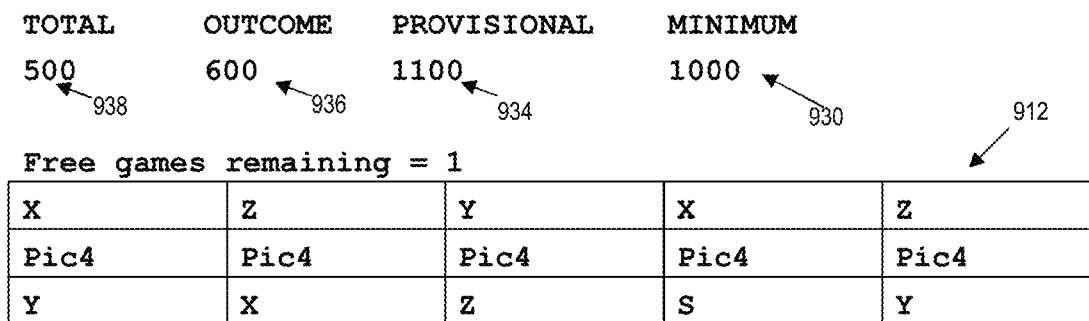 TOTAL OUTCOME PROVISIONAL MINIMUM
500 600 1100 1000
938 936 934 930 912
Free games remaining = 1
X Z Y X Z
Pic4 Pic4 Pic4 Pic4 Pic4
Y X Z S Y